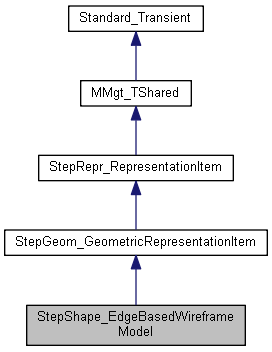 Standard_Transient
MMgt_TShared
StepRepr_RepresentationItem
StepGeom_GeometricRepresentationItem
StepShape_EdgeBasedWireframe
Model